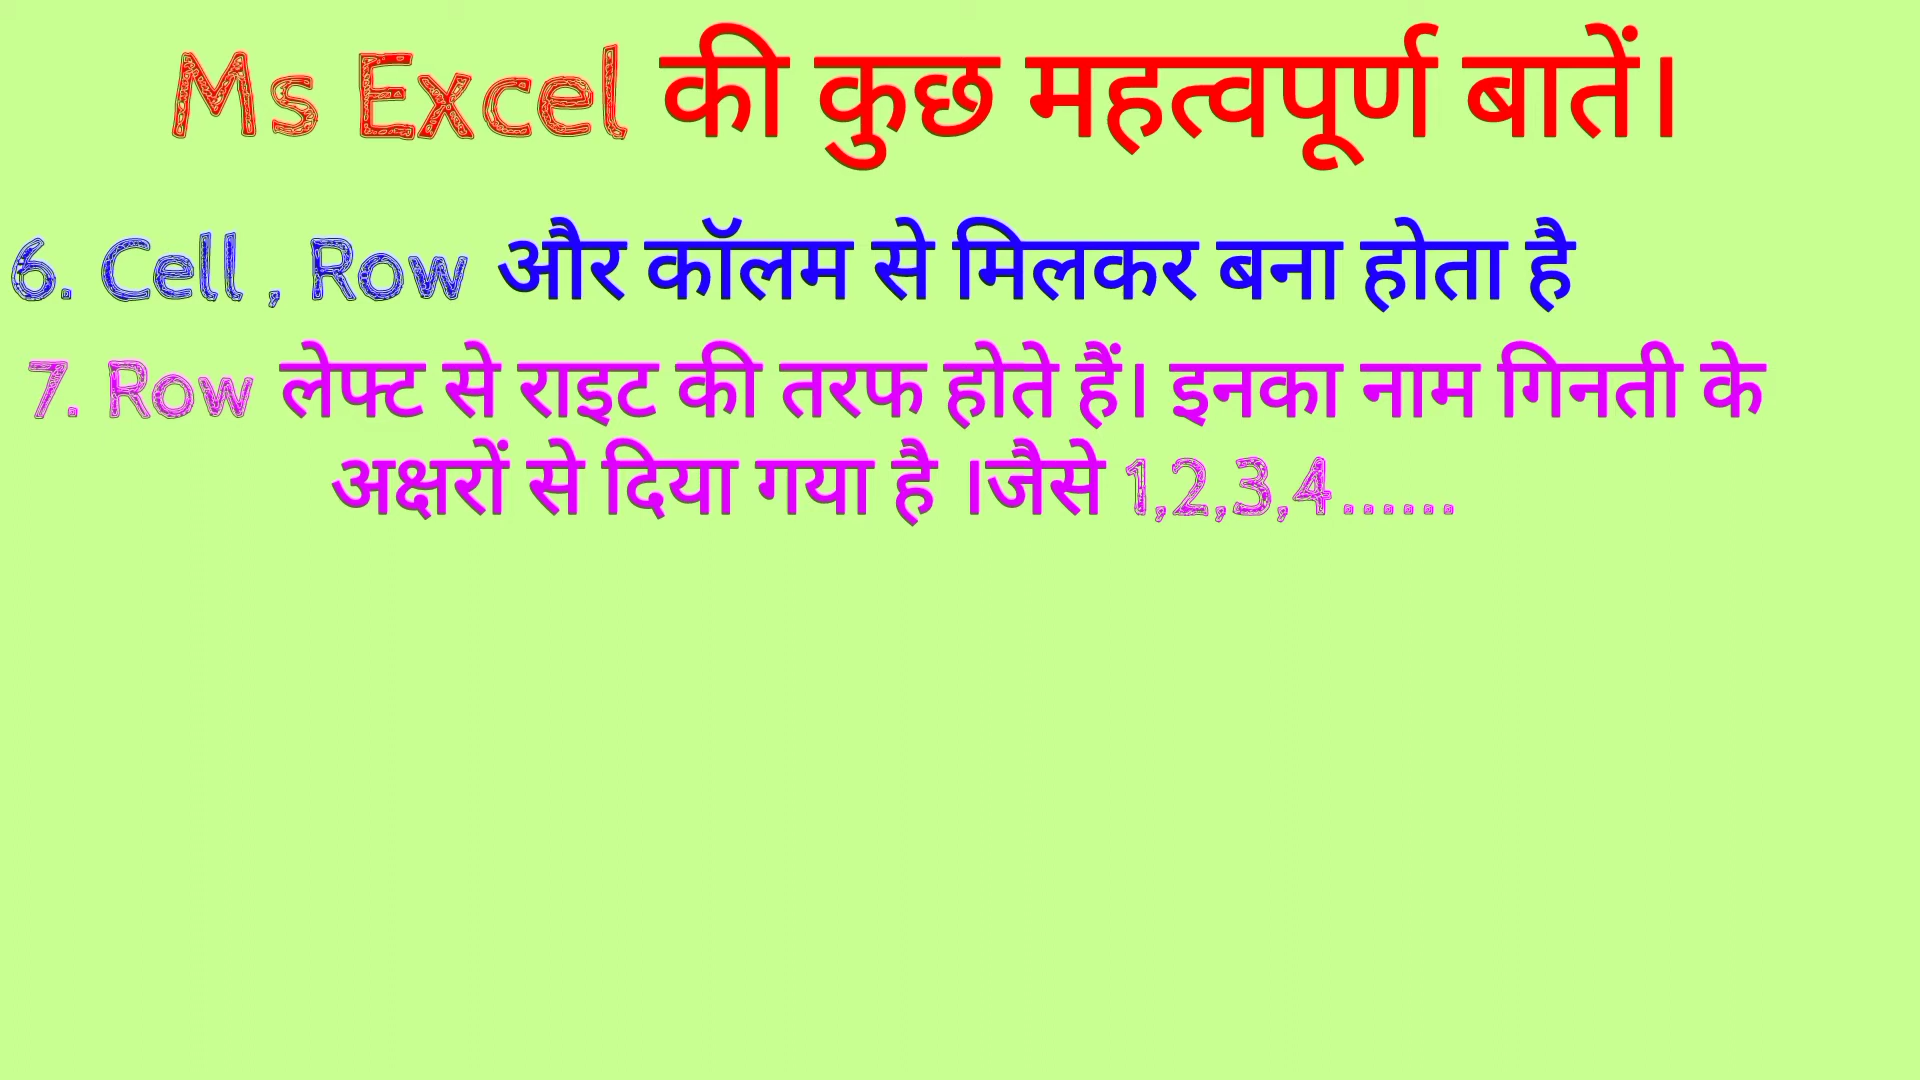 Ms Excel की कुछ महत्वपूर्ण बातें।
6. Cell , Row और कॉलम से मिलकर बना होता है
7. Row लेफ्ट से राइट की तरफ होते हैं। इनका नाम गिनती के
अक्षरों से दिया गया है ।जैसे 1,2,3,4......